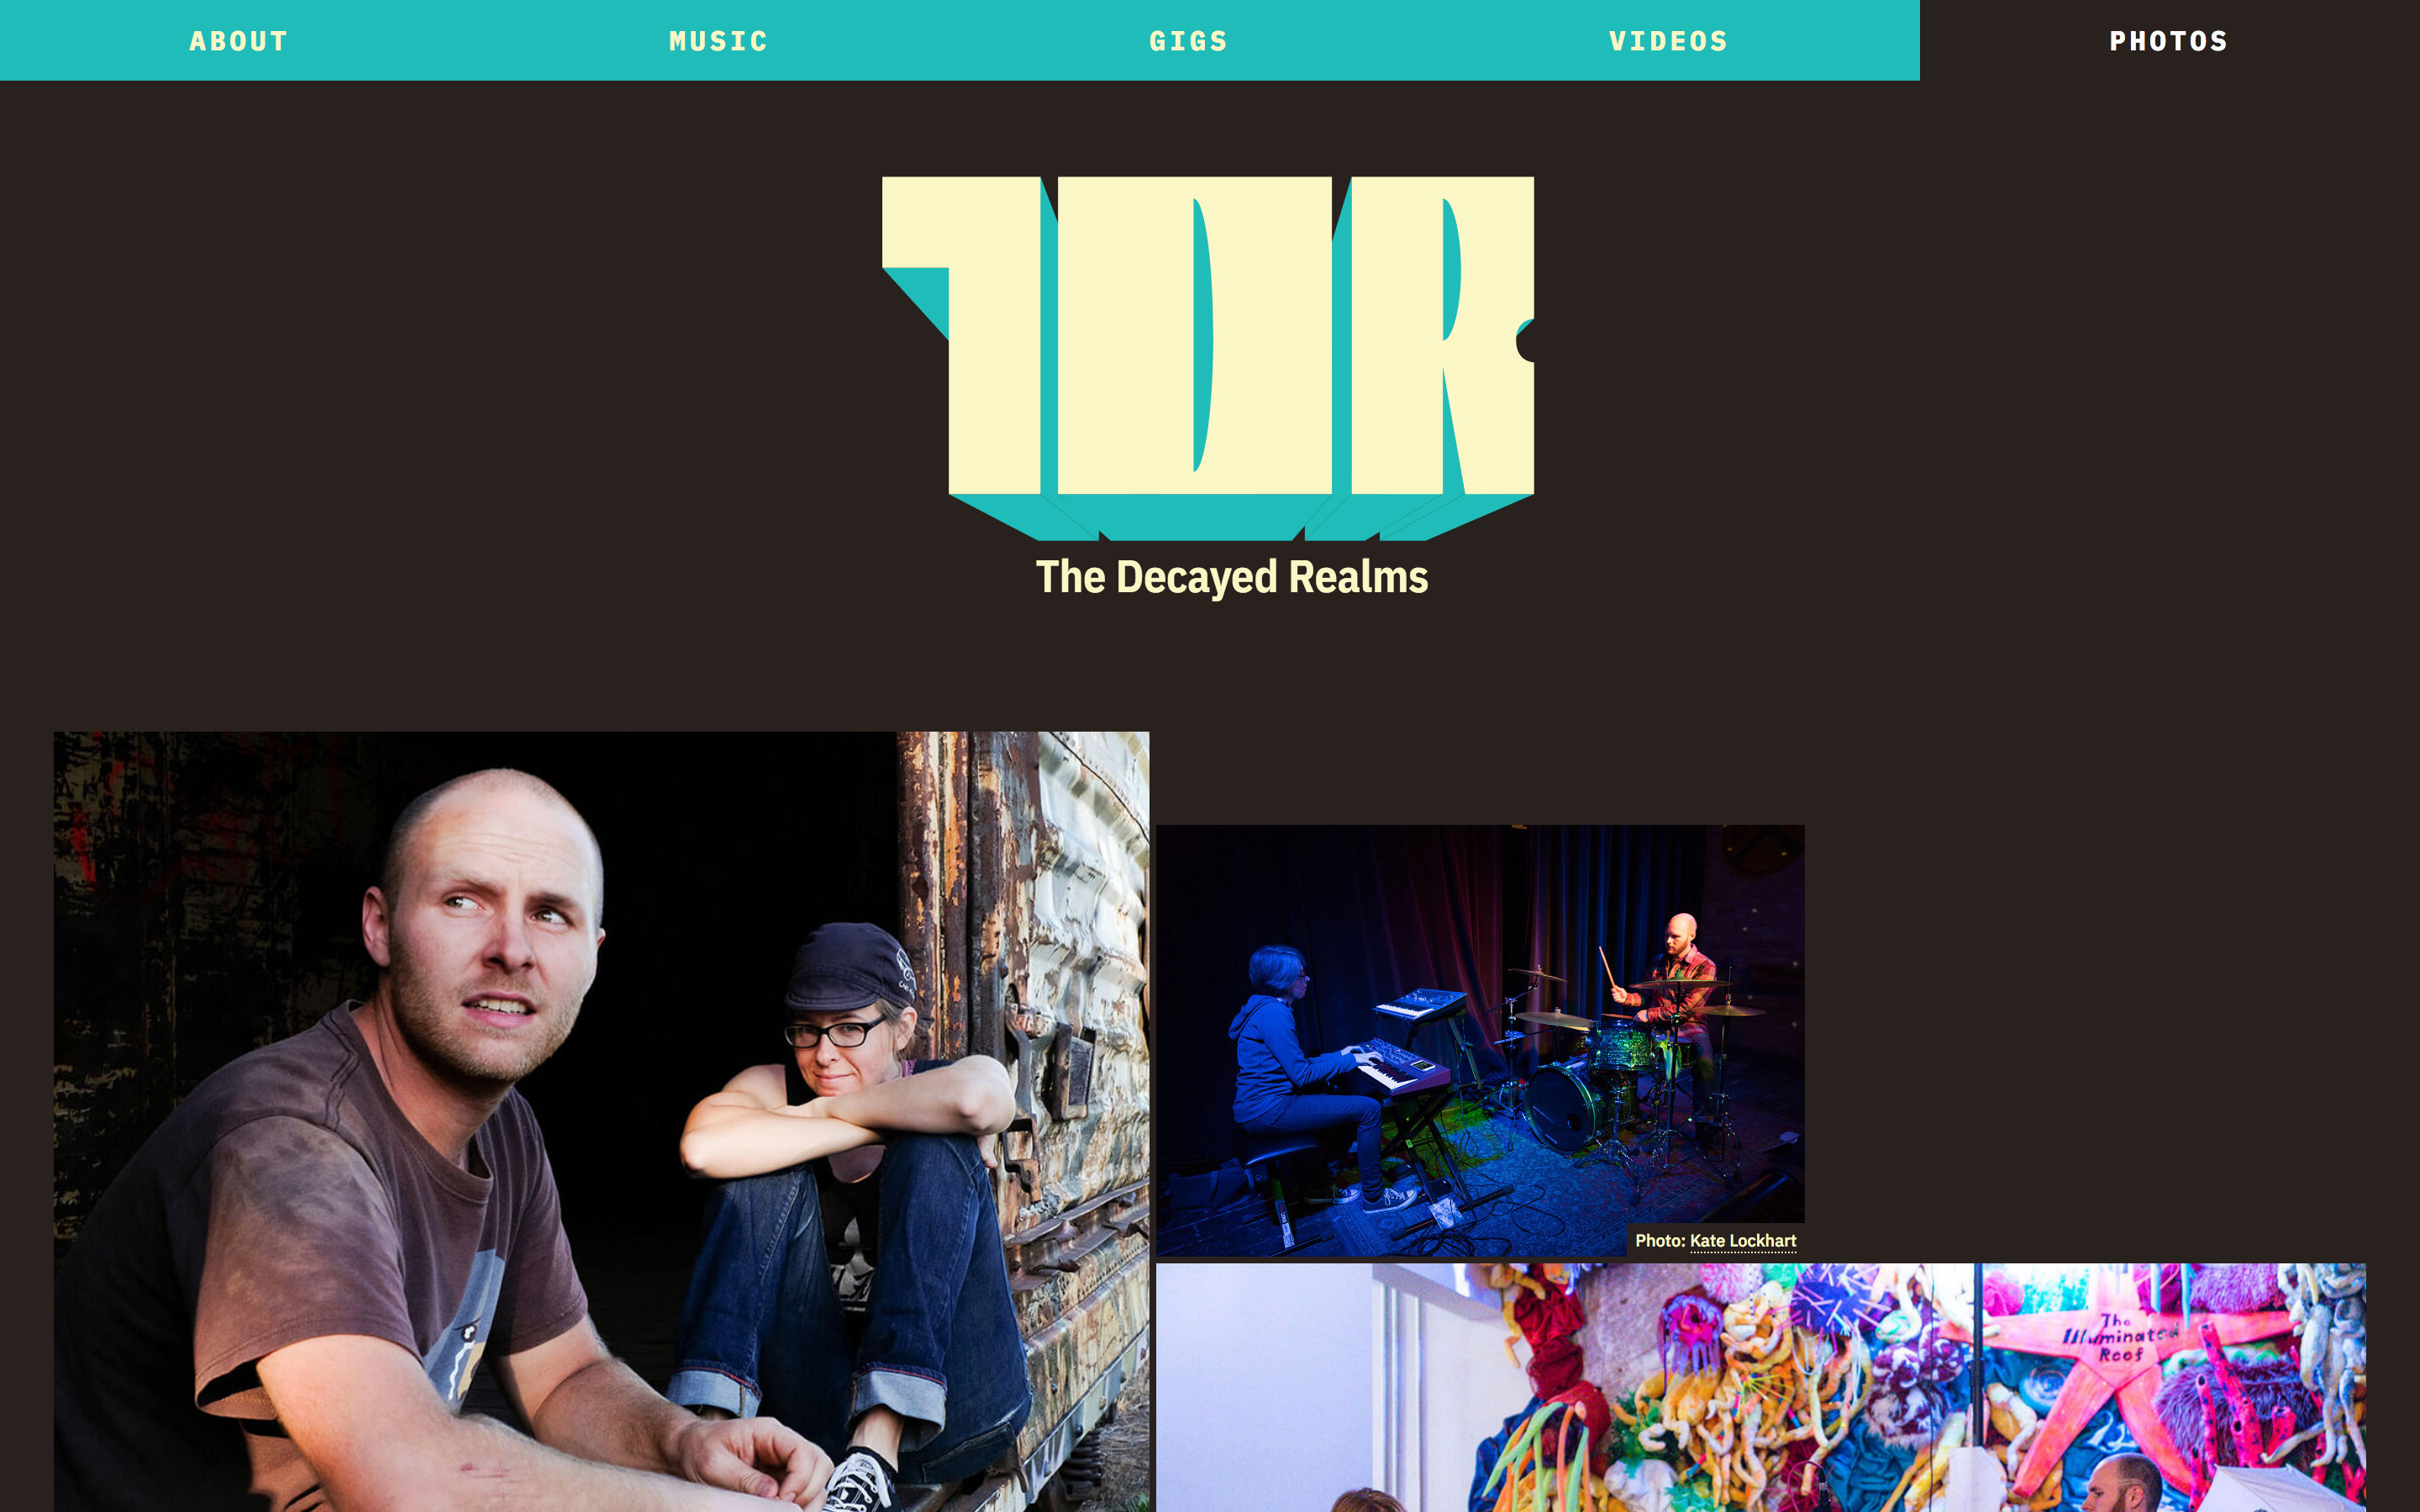 ABOUT
MUSIC
GIGS
VIDEOS
PHOTOS
TDR
The Decayed Realms
Photo: Kate Lockhart
The
Illuminated
Reef